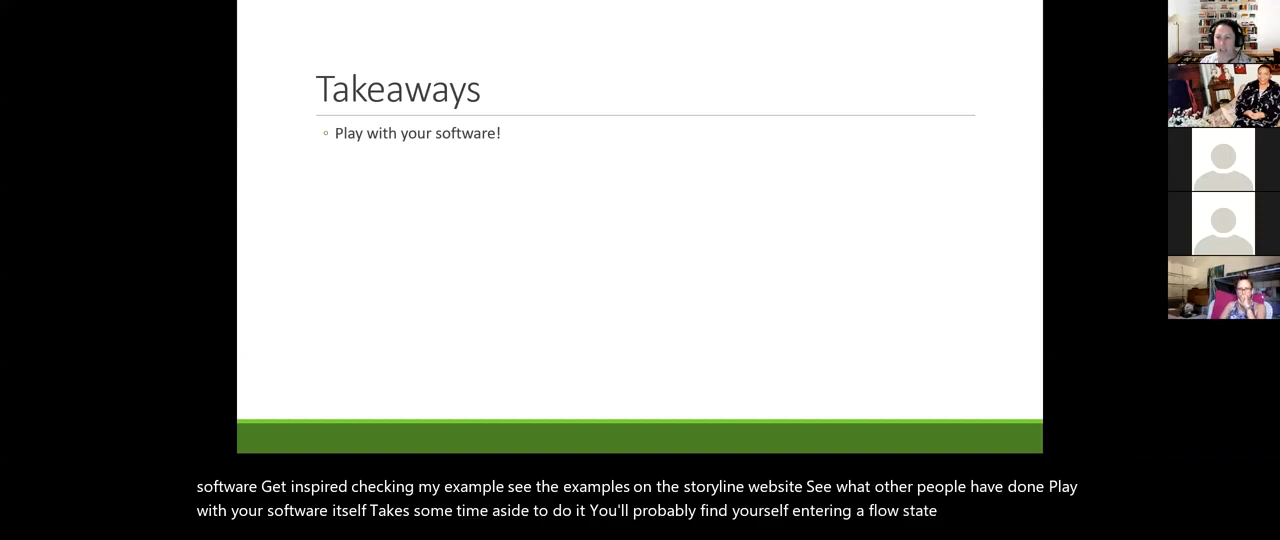 Takeaways
Play with your software!
software Get inspired checking my example see the examples on the storyline website See what other people have done Play
with your software itself Takes some time aside to do it You'll probably find yourself entering a flow state